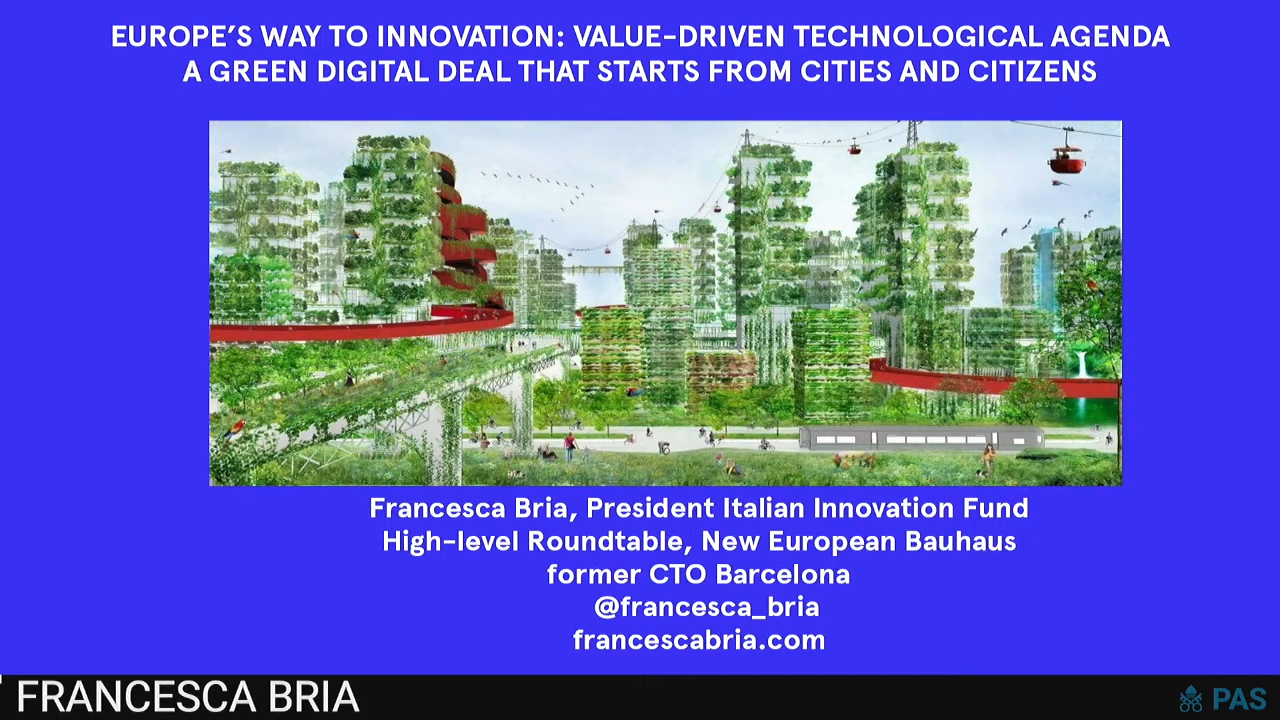 EUROPE'S WAY TO INNOVATION: VALUE-DRIVEN TECHNOLOGICAL AGENDA
A GREEN DIGITAL DEAL THAT STARTS FROM CITIES AND CITIZENS
Francesca Bria, President Italian Innovation Fund
High-level Roundtable, New European Bauhaus
former CTO Barcelona
@francesca_bria
francescabria.com
FRANCESCA BRIA
PAS